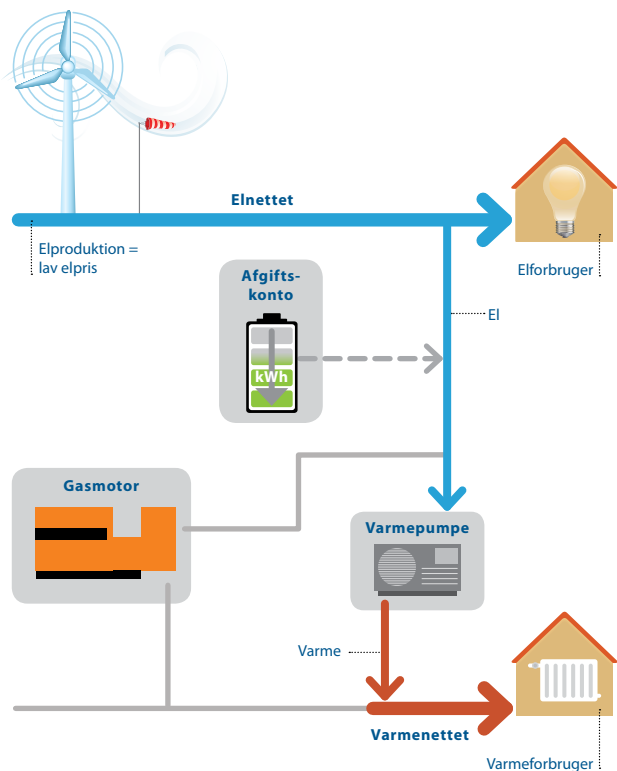 Elnettet
Elproduktion =
lav elpris
Elforbruger
Afgifts-
konto
El
kWh
Gasmotor
Varmepumpe
Varme
Varmenettet
Varmeforbruger